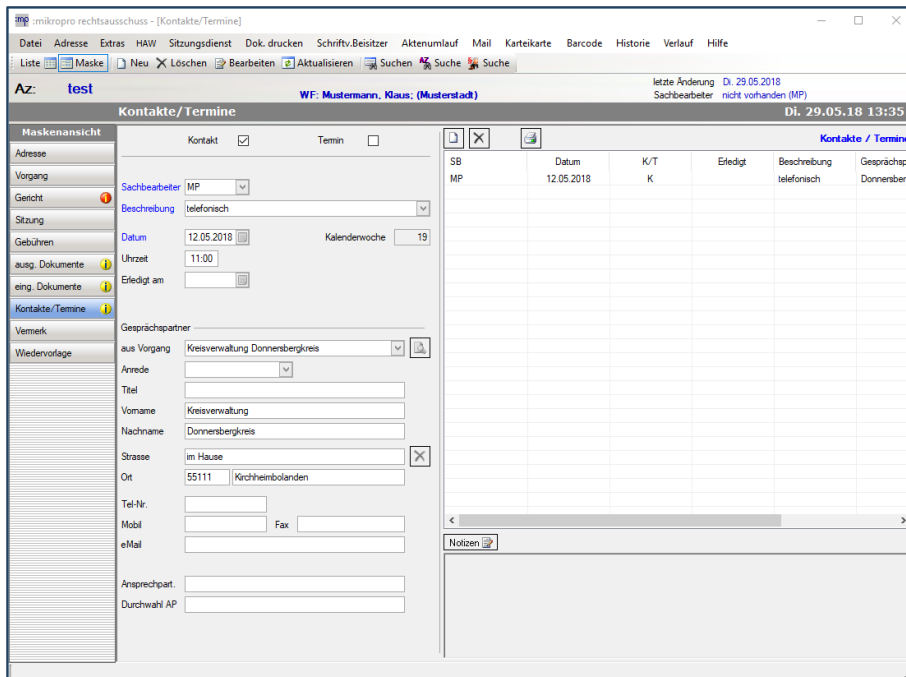 :mp :mikropro rechtsausschuss - [Kontakte/Termine]
Datei Adresse Extras HAW Sitzungsdienst Dok. drucken Schriftv.Beisitzer Aktenumlauf Mail Karteikarte Barcode Historie Verlauf Hilfe
Liste Maske Neu Löschen Bearbeiten Aktualisieren Suchen AZ Suche Suche
Az: test
WF: Mustermann, Klaus; (Musterstadt)
letzte Änderung Di. 29.05.2018
Sachbearbeiter nicht vorhanden (MP)
Kontakte/Termine Di. 29.05.18 13:35
Maskenansicht
Adresse
Vorgang
Gericht
Sitzung
Gebühren
ausg. Dokumente
eing. Dokumente
Kontakte/Termine
Vermerk
Wiedervorlage
Kontakt Termin
Sachbearbeiter MP
Beschreibung telefonisch
Datum 12.05.2018 Kalenderwoche 19
Uhrzeit 11:00
Erledigt am
Gesprächspartner
aus Vorgang Kreisverwaltung Donnersbergkreis
Anrede
Titel
Vorname Kreisverwaltung
Nachname Donnersbergkreis
Strasse im Hause
Ort 55111 Kirchheimbolanden
Tel-Nr.
Mobil Fax
eMail
Ansprechpart.
Durchwahl AP
Kontakte / Termine
SB Datum K/T Erledigt Beschreibung Gesprächsp
MP 12.05.2018 K telefonisch Donnersber
Notizen